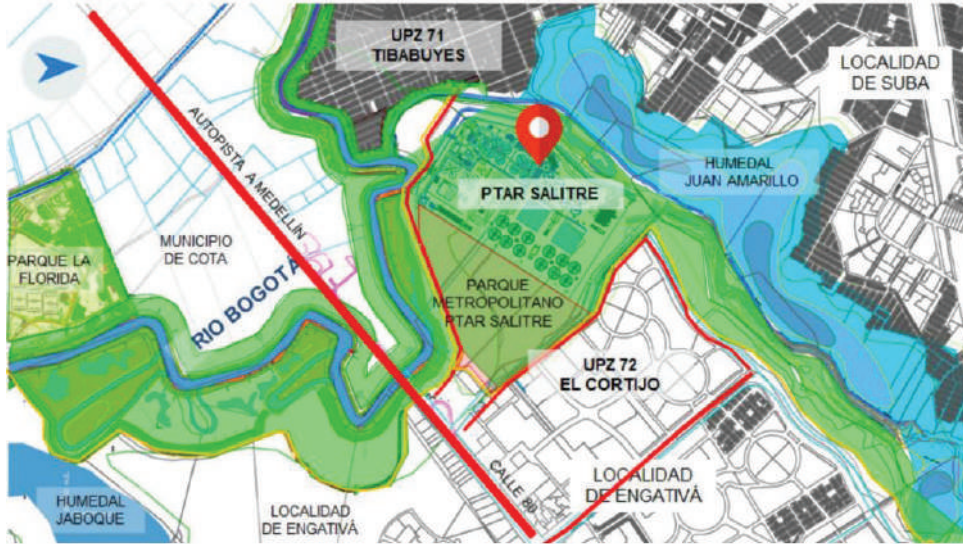 UPZ 71
TIBABUYES
LOCALIDAD
DE SUBA
AUTOPISTA A MEDELLÍN
HUMEDAL
JUAN AMARILLO
PTAR SALITRE
MUNICIPIO
DE COTA
PARQUE LA
FLORIDA
RIO BOGOTÁ
PARQUE
METROPOLITANO
PTAR SALITRE
UPZ 72
EL CORTIJO
CALLE 80
LOCALIDAD
DE ENGATIVÁ
HUMEDAL
JABOQUE
LOCALIDAD
DE ENGATIVÁ